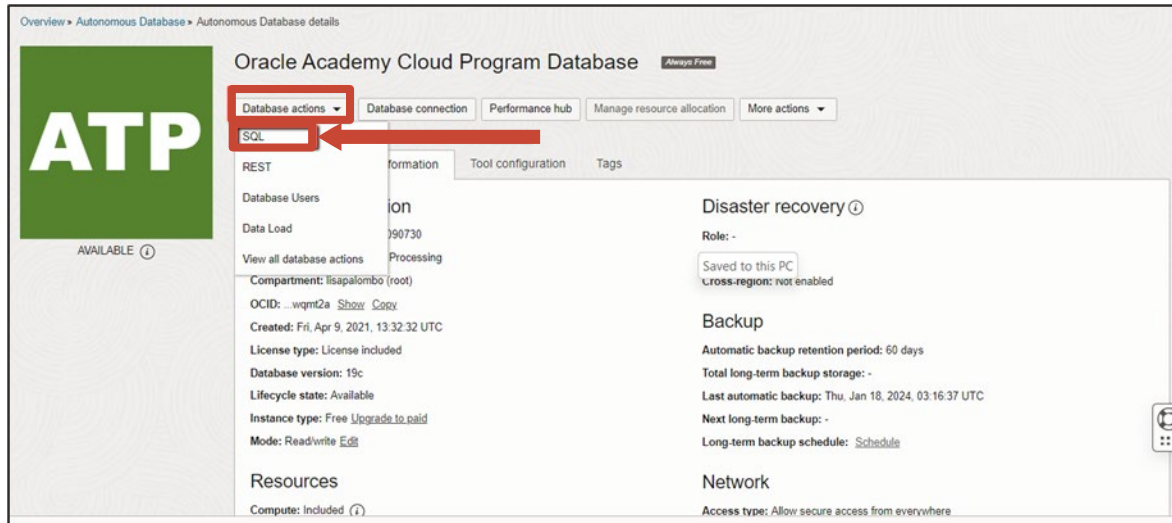 Overview » Autonomous Database » Autonomous Database details
ATP
AVAILABLE
Oracle Academy Cloud Program Database Always Free
Database actions Database connection Performance hub Manage resource allocation More actions
SQL
REST
Database Users
Data Load
View all database actions
formation Tool configuration Tags
ion
090730
Processing
Compartment: lisapalombo (root)
OCID: ...wqmt2a Show Copy
Created: Fri, Apr 9, 2021, 13:32:32 UTC
License type: License included
Database version: 19c
Lifecycle state: Available
Instance type: Free Upgrade to paid
Mode: Read/write Edit
Resources
Compute: Included
Disaster recovery
Role: -
Saved to this PC
Cross-region: Not enabled
Backup
Automatic backup retention period: 60 days
Total long-term backup storage: -
Last automatic backup: Thu, Jan 18, 2024, 03:16:37 UTC
Next long-term backup: -
Long-term backup schedule: Schedule
Network
Access type: Allow secure access from everywhere